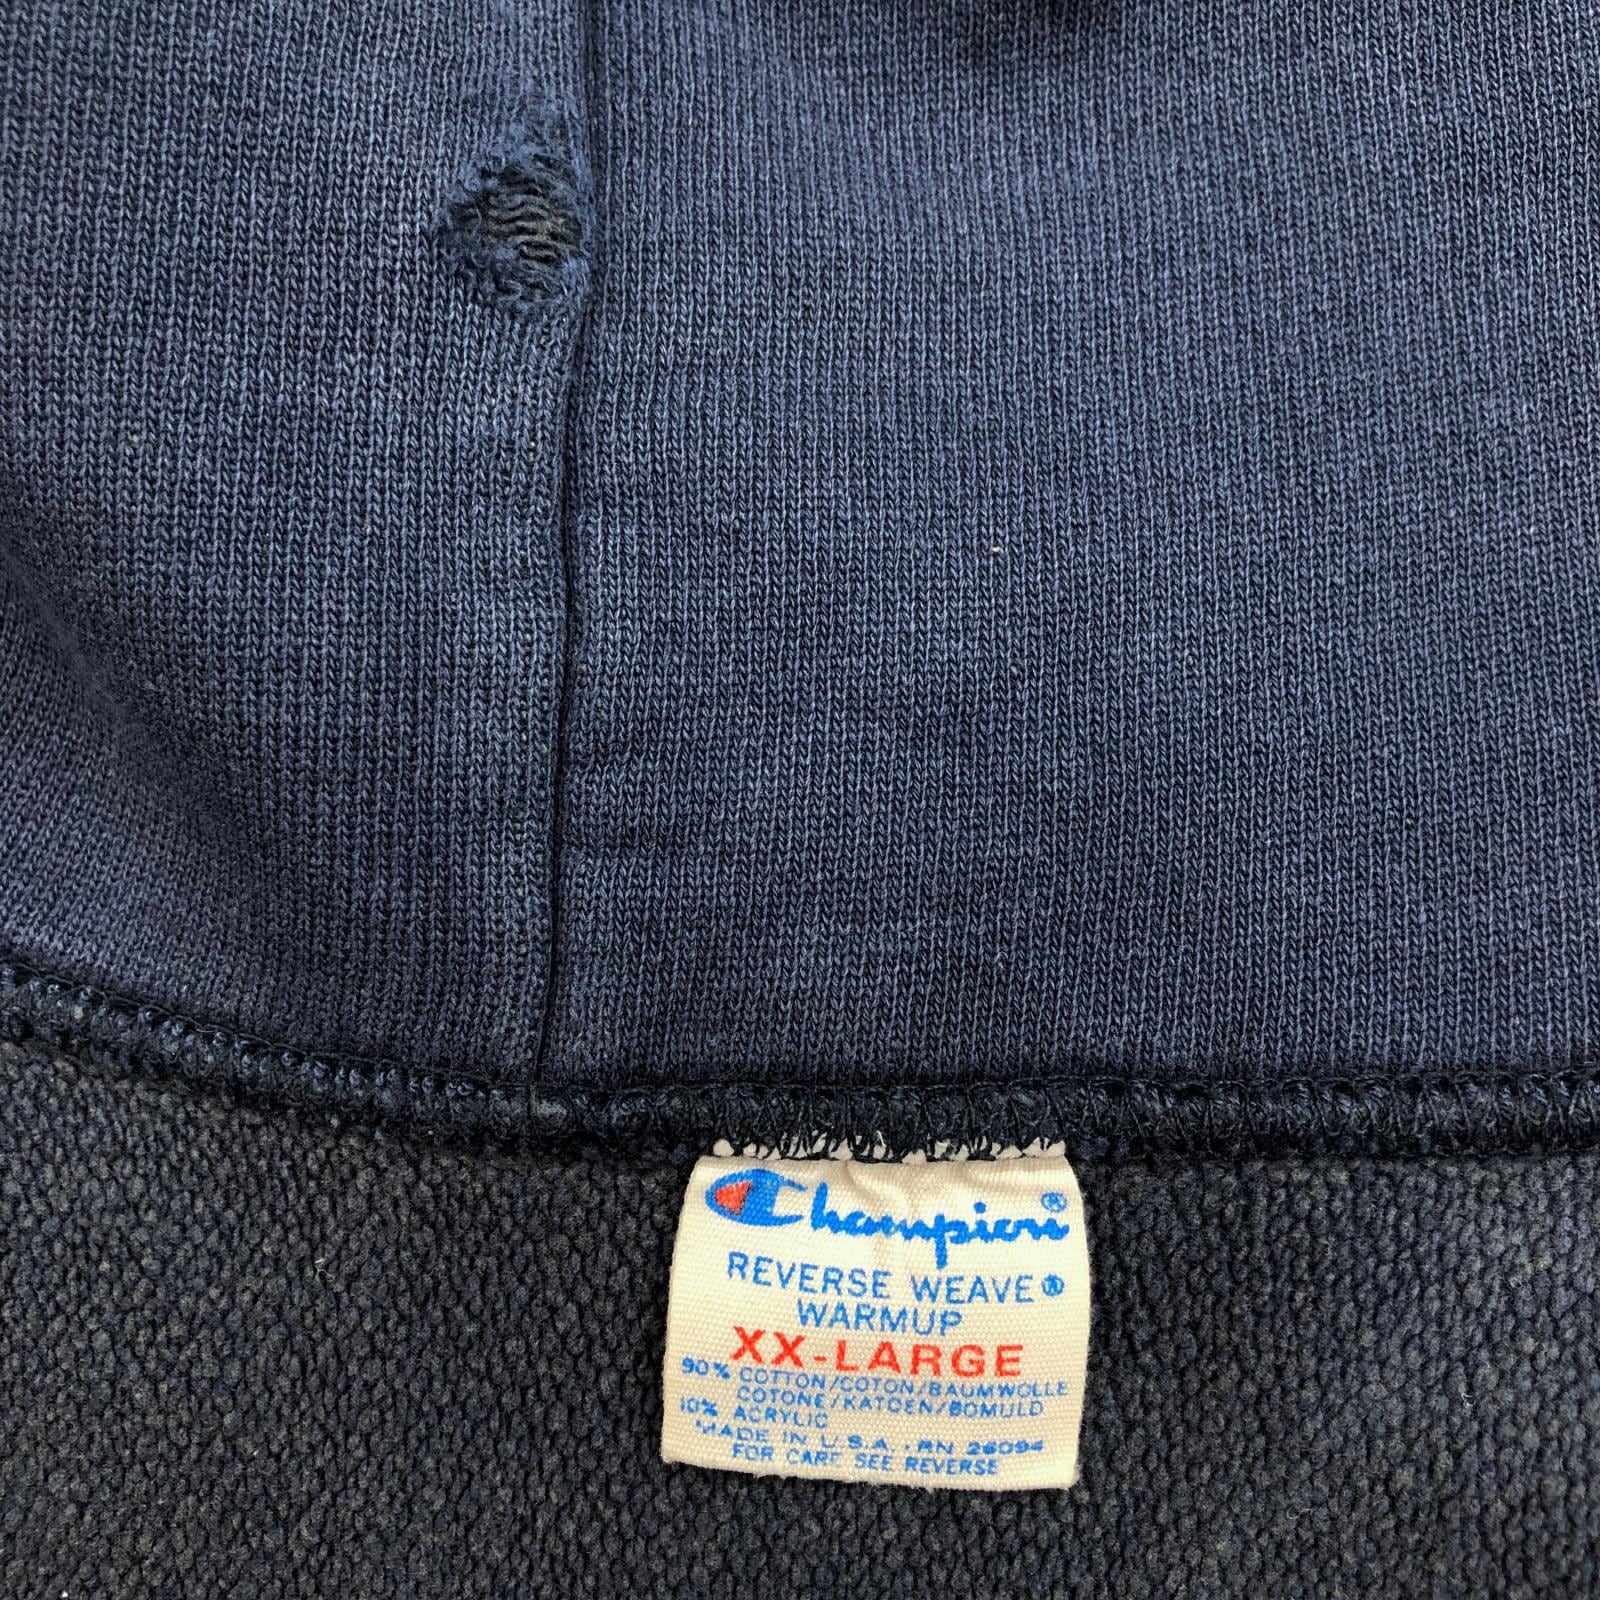 Champion®
REVERSE WEAVE®
WARMUP
XX-LARGE
90% COTTON/COTON/BAUMWOLLE
COTONE/KATOEN/BOMULD
10% ACRYLIC
MADE IN U.S.A. · RN 26094
FOR CARE SEE REVERSE